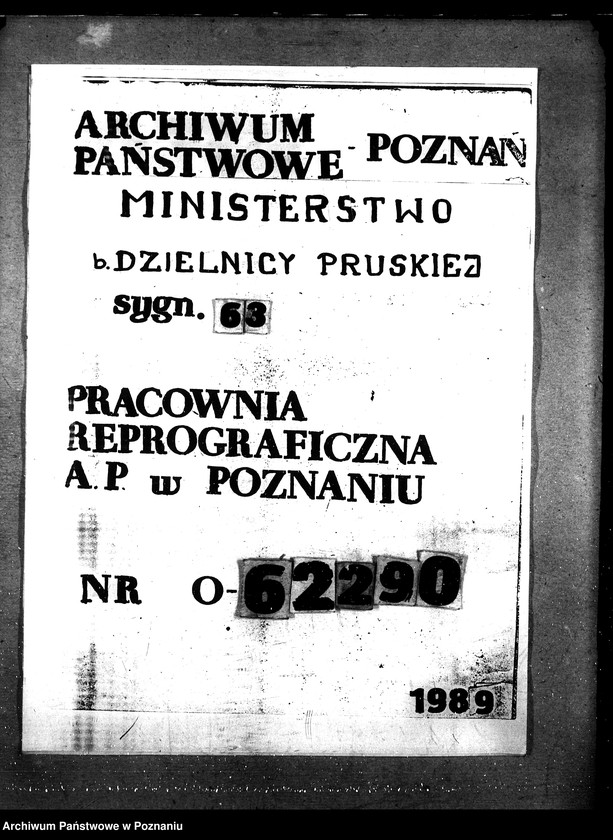 ARCHIWUM
PAŃSTWOWE - POZNAŃ
MINISTERSTWO
b. DZIELNICY PRUSKIEJ
sygn. 63
PRACOWNIA
REPROGRAFICZNA
A.P. w POZNANIU
NR O-62290
1989
Archiwum Państwowe w Poznaniu